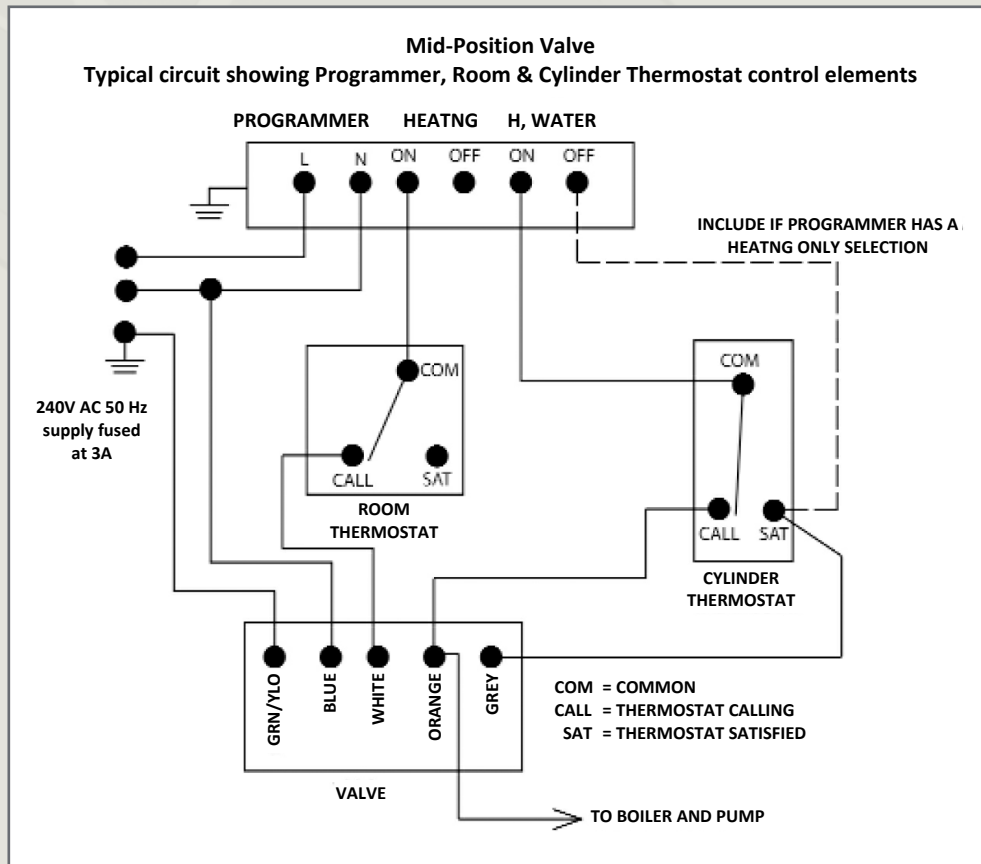 Mid-Position Valve
Typical circuit showing Programmer, Room & Cylinder Thermostat control elements
PROGRAMMER HEATNG H, WATER
L N ON OFF ON OFF
INCLUDE IF PROGRAMMER HAS A
HEATNG ONLY SELECTION
COM
COM
240V AC 50 Hz
supply fused
at 3A
CALL SAT
ROOM
THERMOSTAT
CALL SAT
CYLINDER
THERMOSTAT
GRN/YLO
BLUE
WHITE
ORANGE
GREY
COM = COMMON
CALL = THERMOSTAT CALLING
SAT = THERMOSTAT SATISFIED
VALVE
TO BOILER AND PUMP